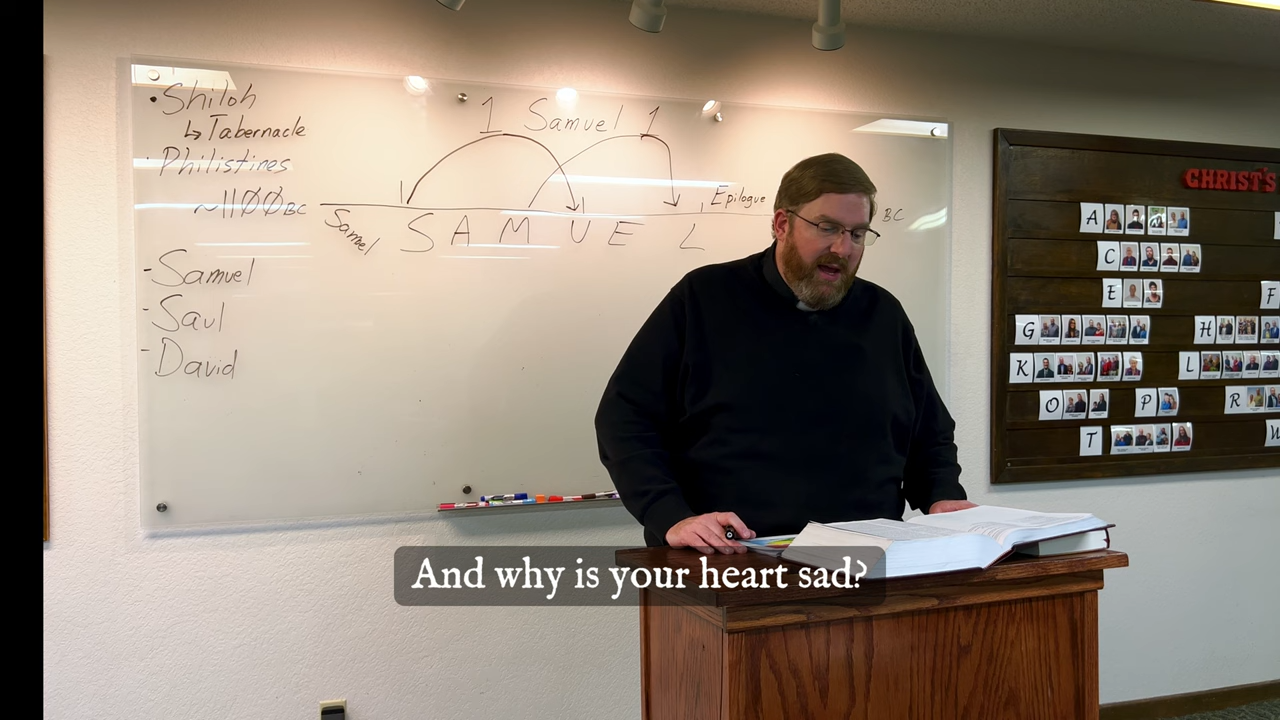 • Shiloh
↳ Tabernacle
Philistines
~1100 BC
- Samuel
- Saul
- David
1 Samuel 1
Samuel
SAMUEL
Epilogue
BC
CHRIST'S
A
C
E
F
G
H
K
L
O
P
R
T
W
And why is your heart sad?